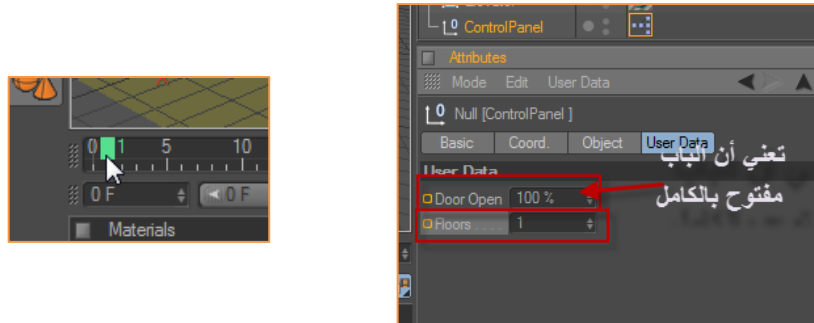 0 1 5 10
0 F 0 F
Materials
ControlPanel
Attributes
Mode Edit User Data
Null [ControlPanel ]
Basic Coord. Object User Data
User Data
Door Open 100 %
Floors . . . . 1
تعني أن الباب
مفتوح بالكامل